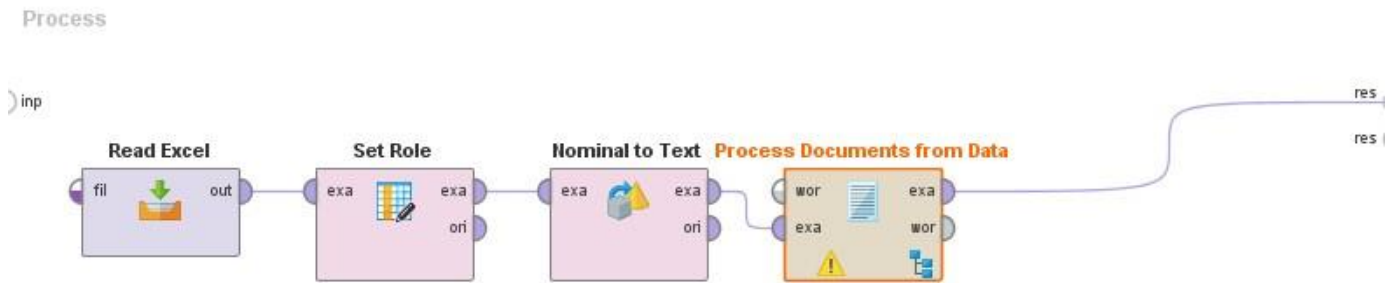 Process
inp
res
res
Read Excel
Set Role
Nominal to Text
Process Documents from Data
fil
out
exa
exa
ori
exa
exa
ori
wor
exa
exa
wor